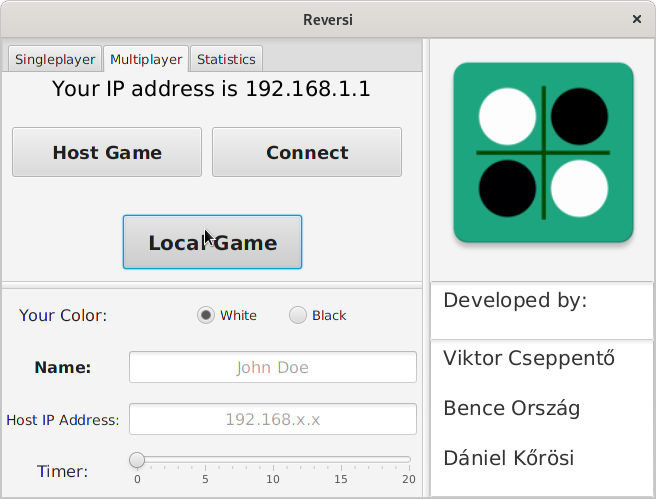 Reversi
Singleplayer Multiplayer Statistics
Your IP address is 192.168.1.1
Host Game Connect
Local Game
Your Color: White Black
Name: John Doe
Host IP Address: 192.168.x.x
Timer:
0 5 10 15 20
Developed by:
Viktor Cseppentő
Bence Ország
Dániel Kőrösi